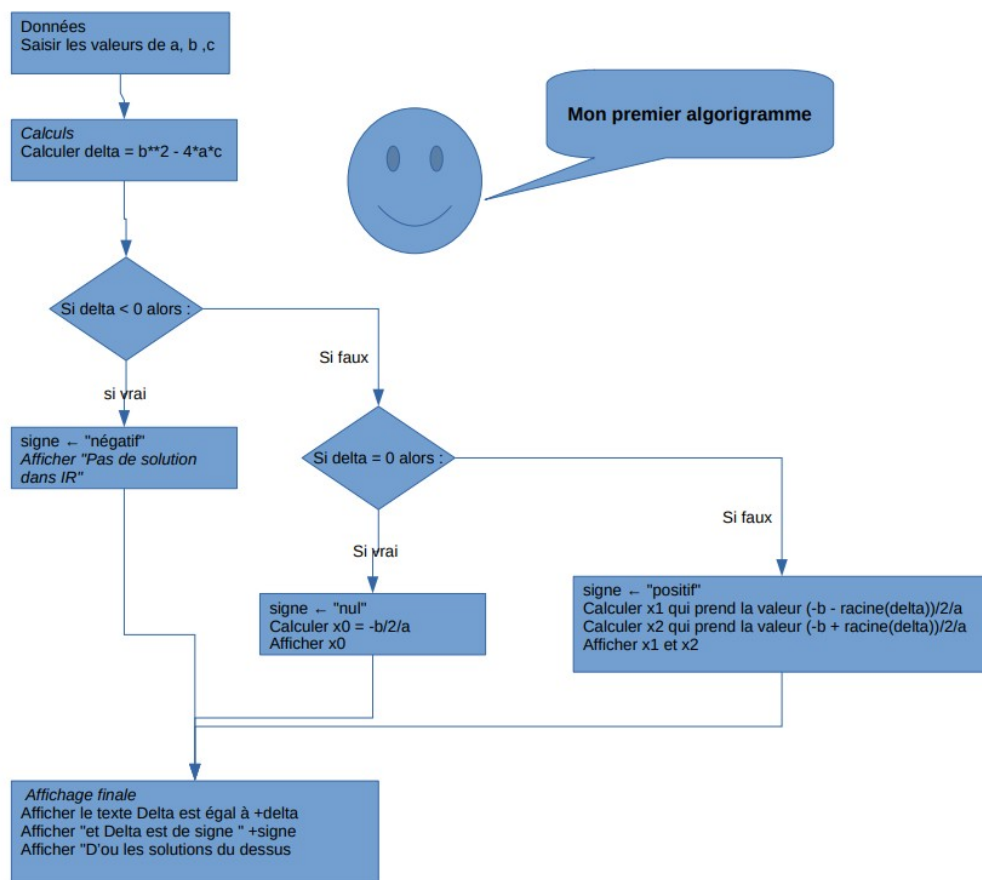 Données
Saisir les valeurs de a, b ,c
Mon premier algorigramme
Calculs
Calculer delta = b**2 - 4*a*c
Si delta < 0 alors :
Si faux
si vrai
signe ← "négatif"
Afficher "Pas de solution
dans IR"
Si delta = 0 alors :
Si faux
Si vrai
signe ← "nul"
Calculer x0 = -b/2/a
Afficher x0
signe ← "positif"
Calculer x1 qui prend la valeur (-b - racine(delta))/2/a
Calculer x2 qui prend la valeur (-b + racine(delta))/2/a
Afficher x1 et x2
Affichage finale
Afficher le texte Delta est égal à +delta
Afficher "et Delta est de signe " +signe
Afficher "D'ou les solutions du dessus